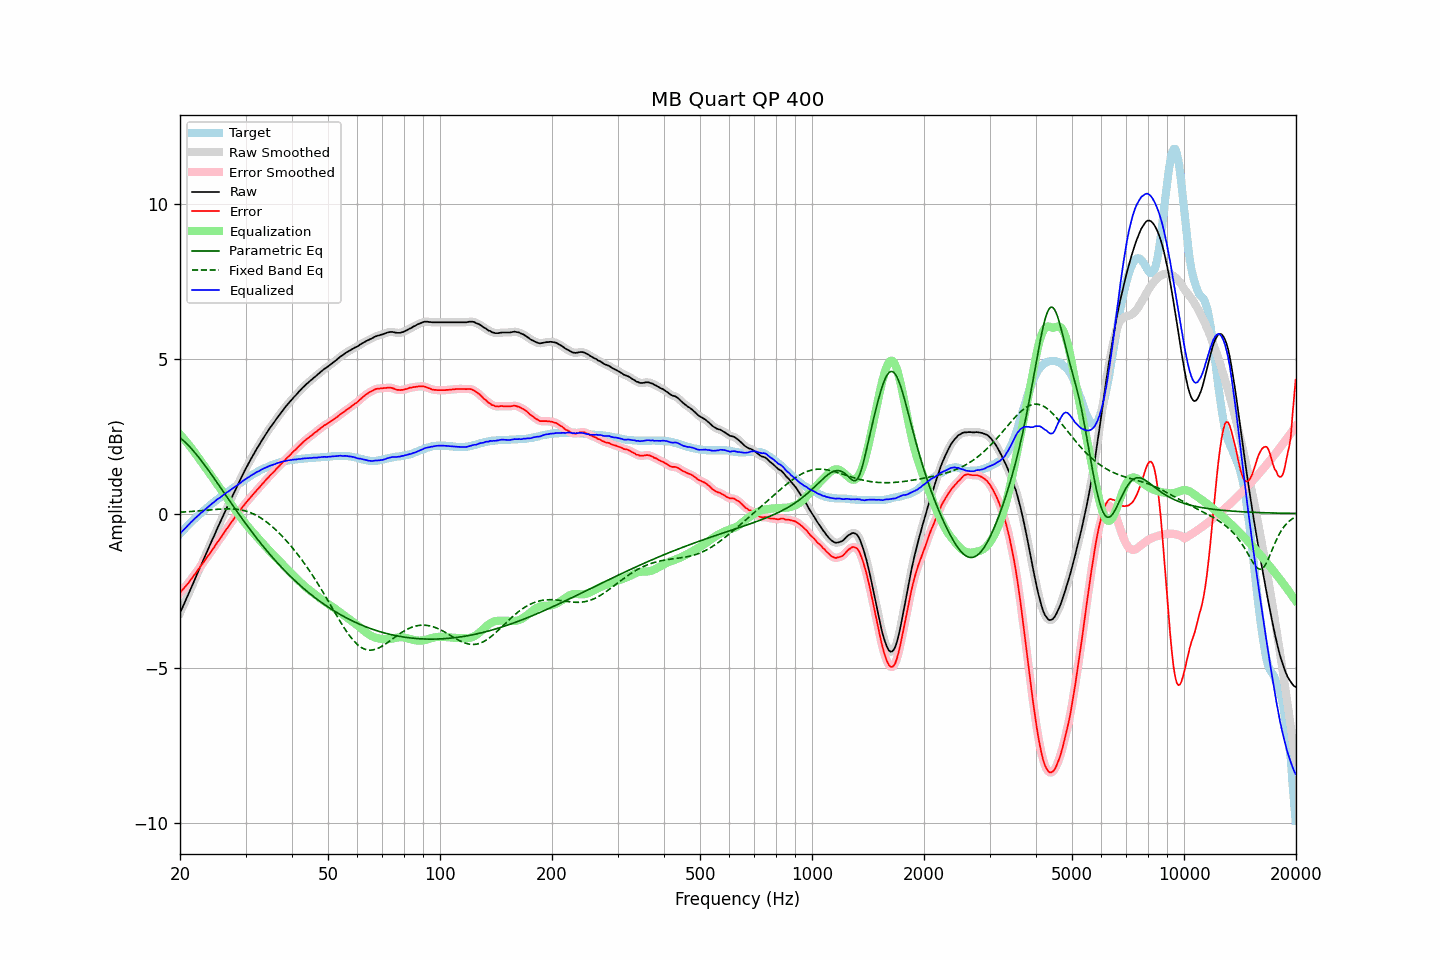 MB Quart QP 400
Target
Raw Smoothed
Error Smoothed
Raw
Error
Equalization
Parametric Eq
Fixed Band Eq
Equalized
Amplitude (dBr)
10
5
0
−5
−10
20 50 100 200 500 1000 2000 5000 10000 20000
Frequency (Hz)